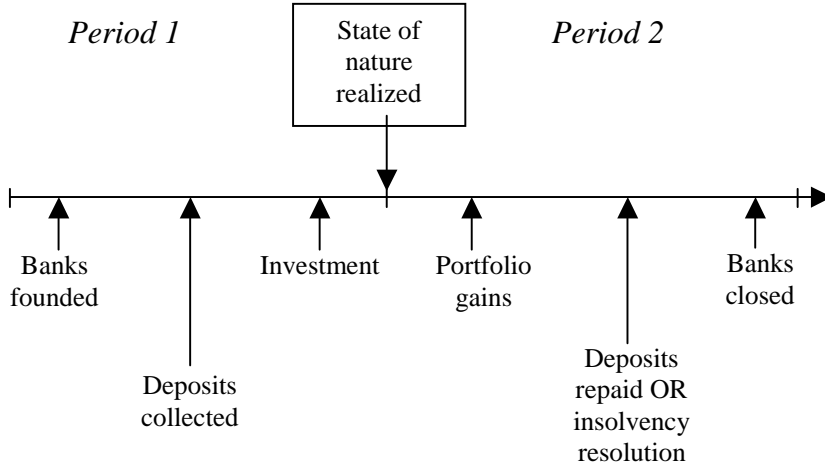 Period 1
State of
nature
realized
Period 2
Banks
founded
Deposits
collected
Investment
Portfolio
gains
Deposits
repaid OR
insolvency
resolution
Banks
closed